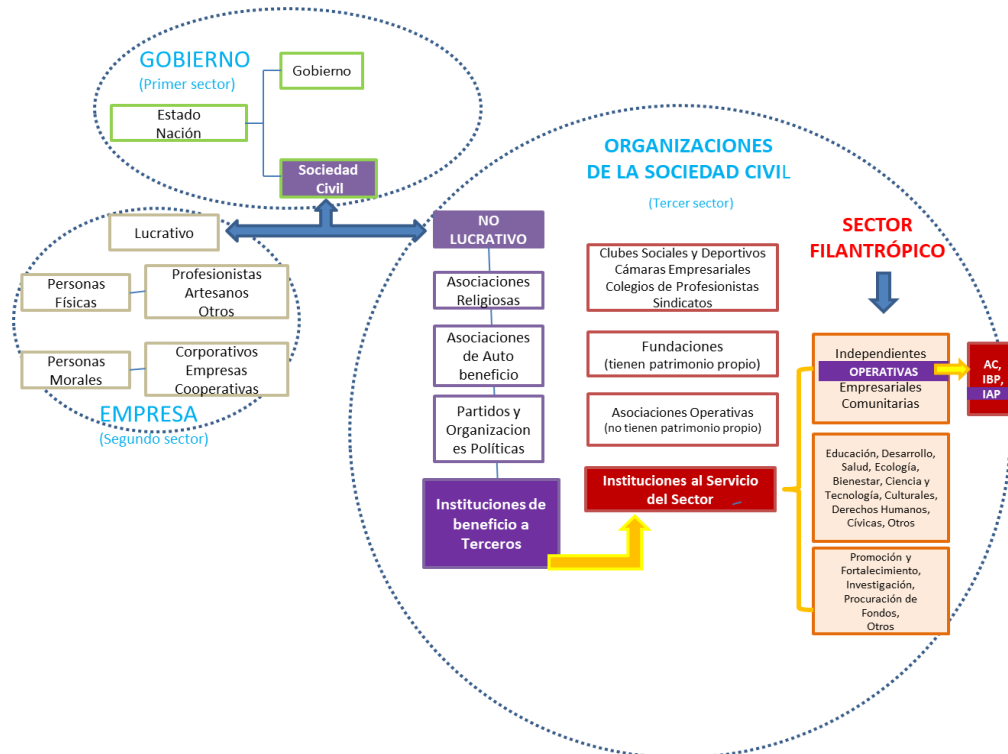 GOBIERNO
(Primer sector)
Gobierno
Estado
Nación
Sociedad
Civil
Lucrativo
Personas
Físicas
Profesionistas
Artesanos
Otros
Personas
Morales
Corporativos
Empresas
Cooperativas
EMPRESA
(Segundo sector)
ORGANIZACIONES
DE LA SOCIEDAD CIVIL
(Tercer sector)
NO
LUCRATIVO
Asociaciones
Religiosas
Asociaciones
de Auto
beneficio
Partidos y
Organizacion
es Políticas
Instituciones de
beneficio a
Terceros
Clubes Sociales y Deportivos
Cámaras Empresariales
Colegios de Profesionistas
Sindicatos
Fundaciones
(tienen patrimonio propio)
Asociaciones Operativas
(no tienen patrimonio propio)
Instituciones al Servicio
del Sector
SECTOR
FILANTRÓPICO
Independientes
OPERATIVAS
Empresariales
Comunitarias
AC,
IBP,
IAP
Educación, Desarrollo,
Salud, Ecología,
Bienestar, Ciencia y
Tecnología, Culturales,
Derechos Humanos,
Cívicas, Otros
Promoción y
Fortalecimiento,
Investigación,
Procuración de
Fondos,
Otros